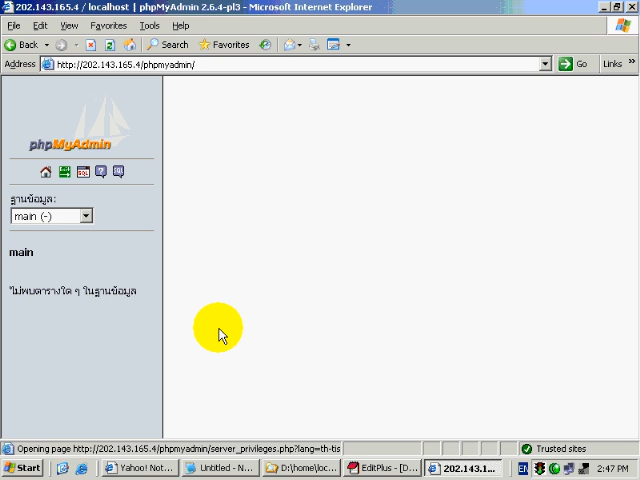 202.143.165.4 / localhost | phpMyAdmin 2.6.4-pl3 - Microsoft Internet Explorer
File Edit View Favorites Tools Help
Back Search Favorites
Address http://202.143.165.4/phpmyadmin/ Go Links »
phpMyAdmin
SQL
ฐานข้อมูล:
main (-)
main
ไม่พบตารางใด ๆ ในฐานข้อมูล
Opening page http://202.143.165.4/phpmyadmin/server_privileges.php?lang=th-tis Trusted sites
Start Yahoo! Not... Untitled - N... D:\home\loc... EditPlus - [D... 202.143.1... EN 2:47 PM